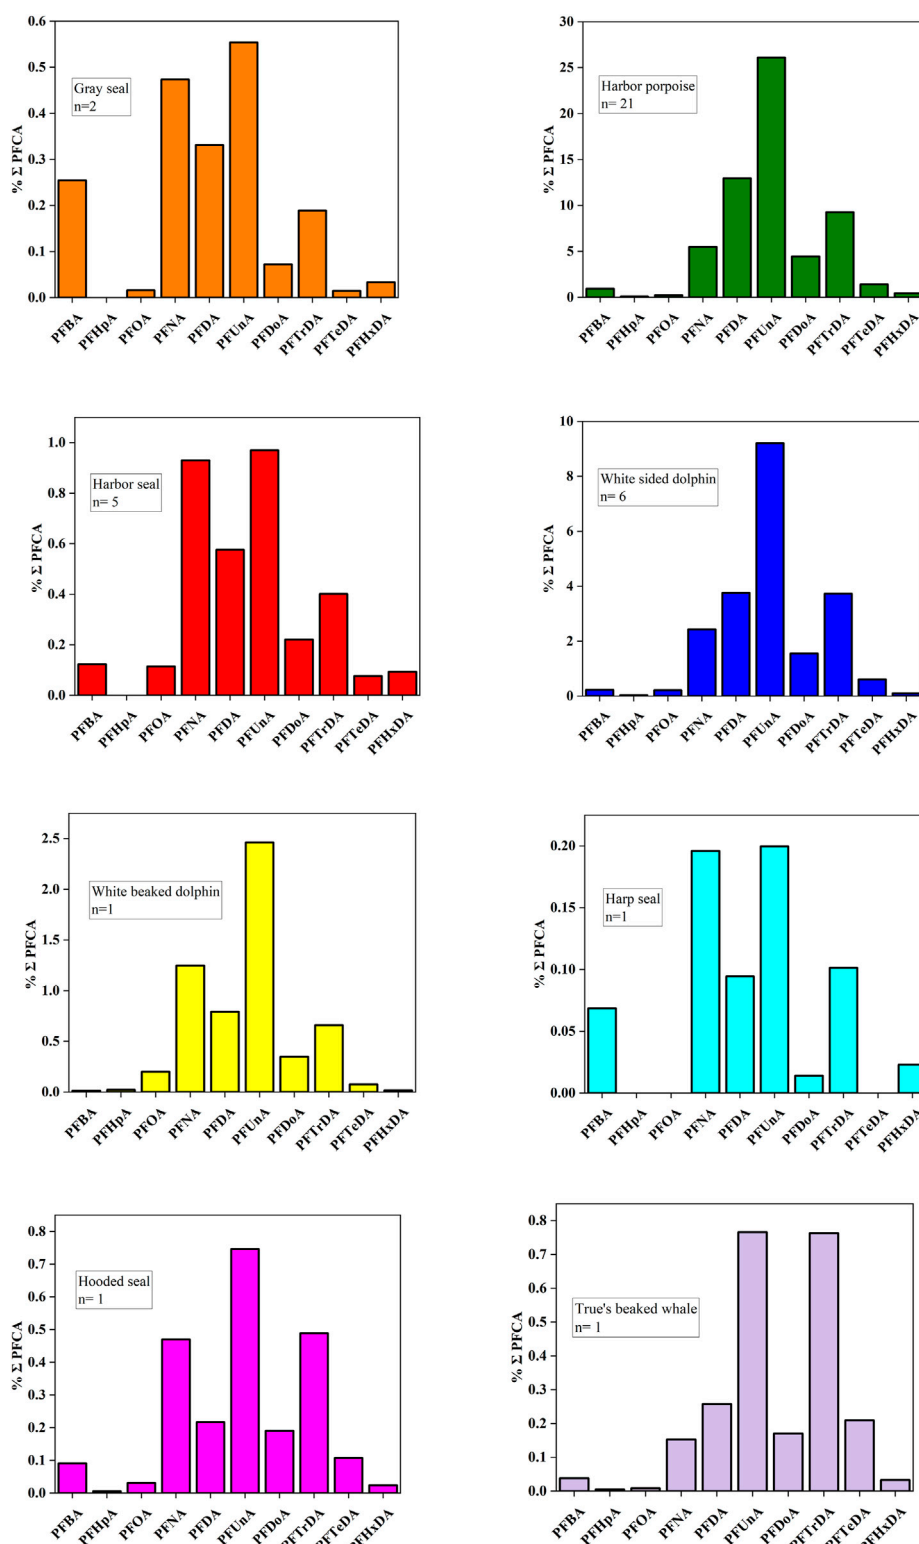 0.6
0.5
0.4
0.3
0.2
0.1
0.0
% Σ PFCA
Gray seal
n=2
PFBA
PFHpA
PFOA
PFNA
PFDA
PFUnA
PFDoA
PFTrDA
PFTeDA
PFHxDA
30
25
20
15
10
5
0
% Σ PFCA
Harbor porpoise
n= 21
PFBA
PFHpA
PFOA
PFNA
PFDA
PFUnA
PFDoA
PFTrDA
PFTeDA
PFHxDA
1.0
0.8
0.6
0.4
0.2
0.0
% Σ PFCA
Harbor seal
n= 5
PFBA
PFHpA
PFOA
PFNA
PFDA
PFUnA
PFDoA
PFTrDA
PFTeDA
PFHxDA
10
8
6
4
2
0
% Σ PFCA
White sided dolphin
n= 6
PFBA
PFHpA
PFOA
PFNA
PFDA
PFUnA
PFDoA
PFTrDA
PFTeDA
PFHxDA
2.5
2.0
1.5
1.0
0.5
0.0
% Σ PFCA
White beaked dolphin
n=1
PFBA
PFHpA
PFOA
PFNA
PFDA
PFUnA
PFDoA
PFTrDA
PFTeDA
PFHxDA
0.20
0.15
0.10
0.05
0.00
% Σ PFCA
Harp seal
n=1
PFBA
PFHpA
PFOA
PFNA
PFDA
PFUnA
PFDoA
PFTrDA
PFTeDA
PFHxDA
0.8
0.7
0.6
0.5
0.4
0.3
0.2
0.1
0.0
% Σ PFCA
Hooded seal
n= 1
PFBA
PFHpA
PFOA
PFNA
PFDA
PFUnA
PFDoA
PFTrDA
PFTeDA
PFHxDA
0.8
0.7
0.6
0.5
0.4
0.3
0.2
0.1
0.0
% Σ PFCA
True's beaked whale
n= 1
PFBA
PFHpA
PFOA
PFNA
PFDA
PFUnA
PFDoA
PFTrDA
PFTeDA
PFHxDA